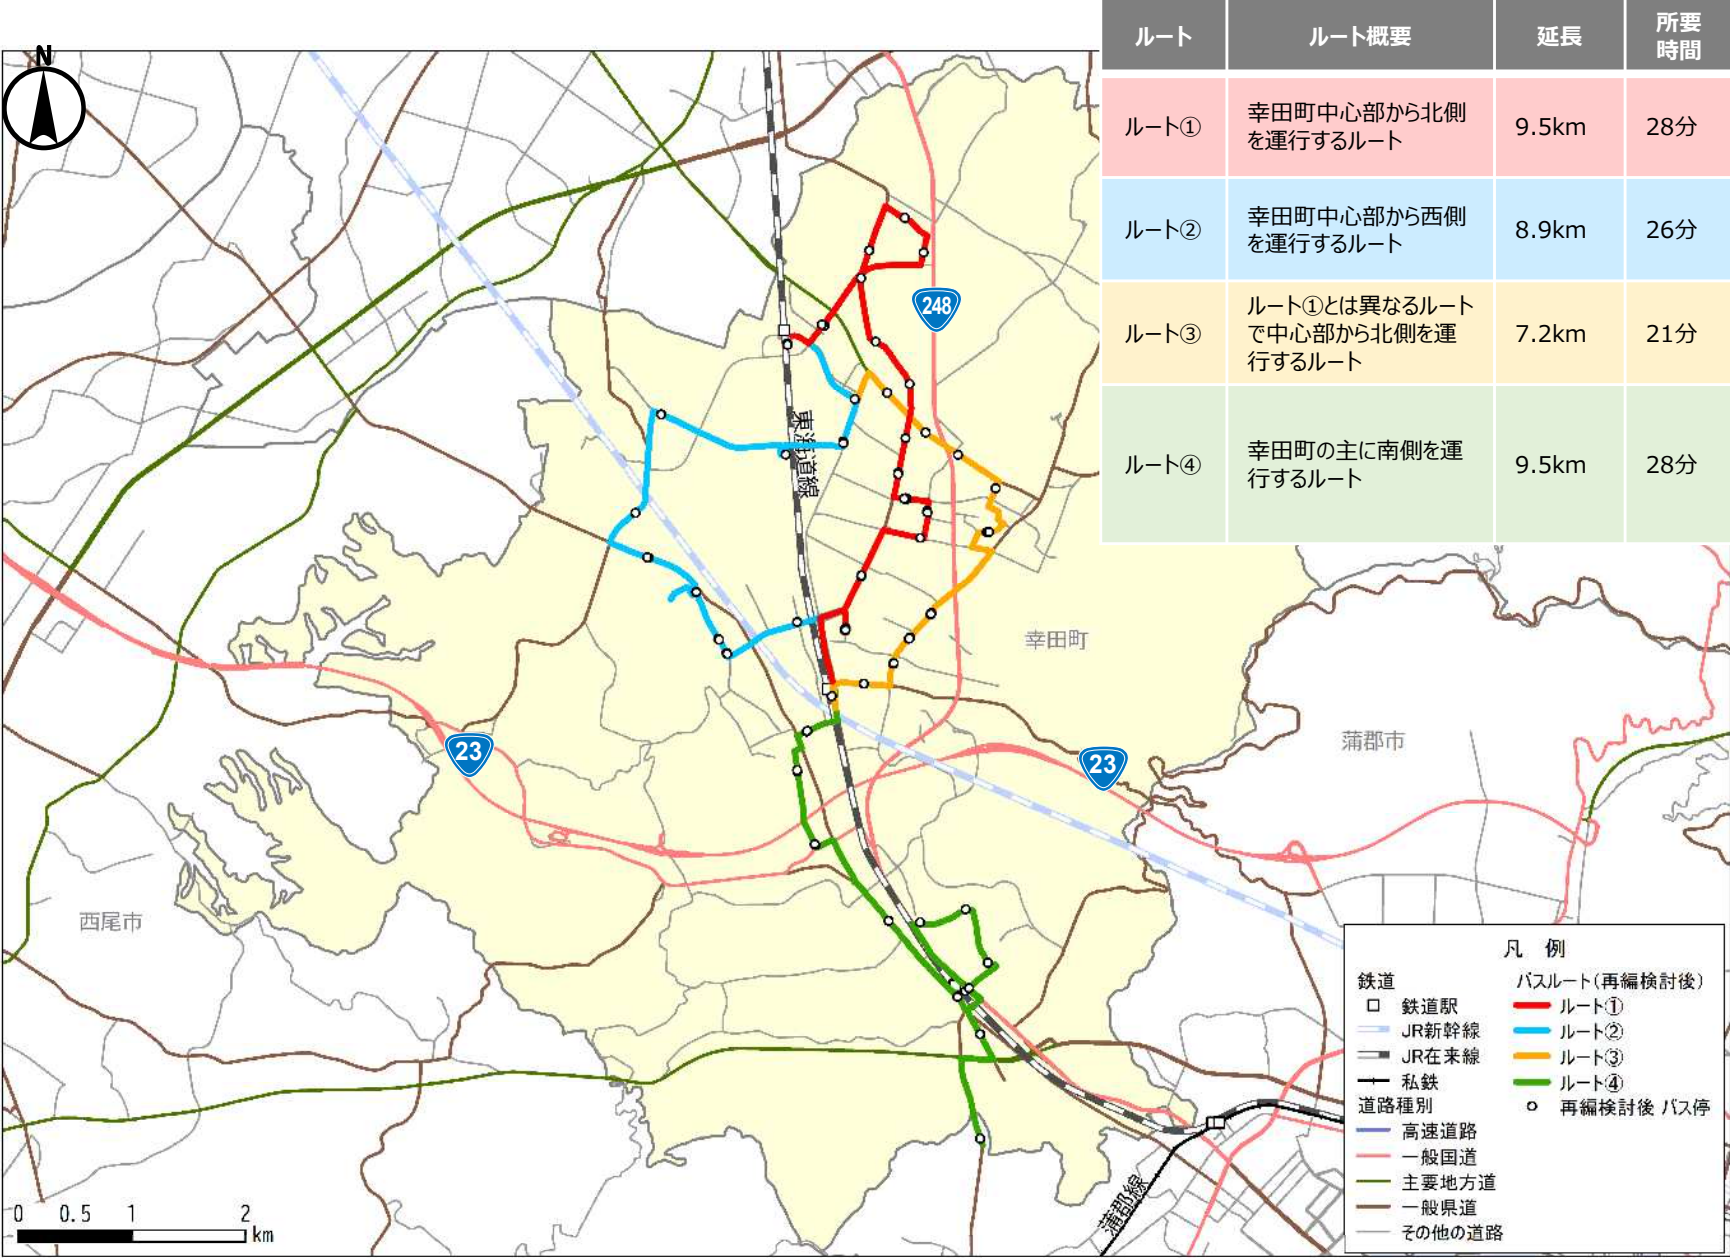 ルート ルート概要 延長 所要
時間
ルート① 幸田町中心部から北側
を運行するルート 9.5km 28分
ルート② 幸田町中心部から西側
を運行するルート 8.9km 26分
ルート③ ルート①とは異なるルート
で中心部から北側を運
行するルート 7.2km 21分
ルート④ 幸田町の主に南側を運
行するルート 9.5km 28分
N
248
東海道線
幸田町
23
23
蒲郡市
西尾市
蒲郡線
0 0.5 1 2
km
凡 例
鉄道
鉄道駅
JR新幹線
JR在来線
私鉄
道路種別
高速道路
一般国道
主要地方道
一般県道
その他の道路
バスルート(再編検討後)
ルート①
ルート②
ルート③
ルート④
再編検討後 バス停